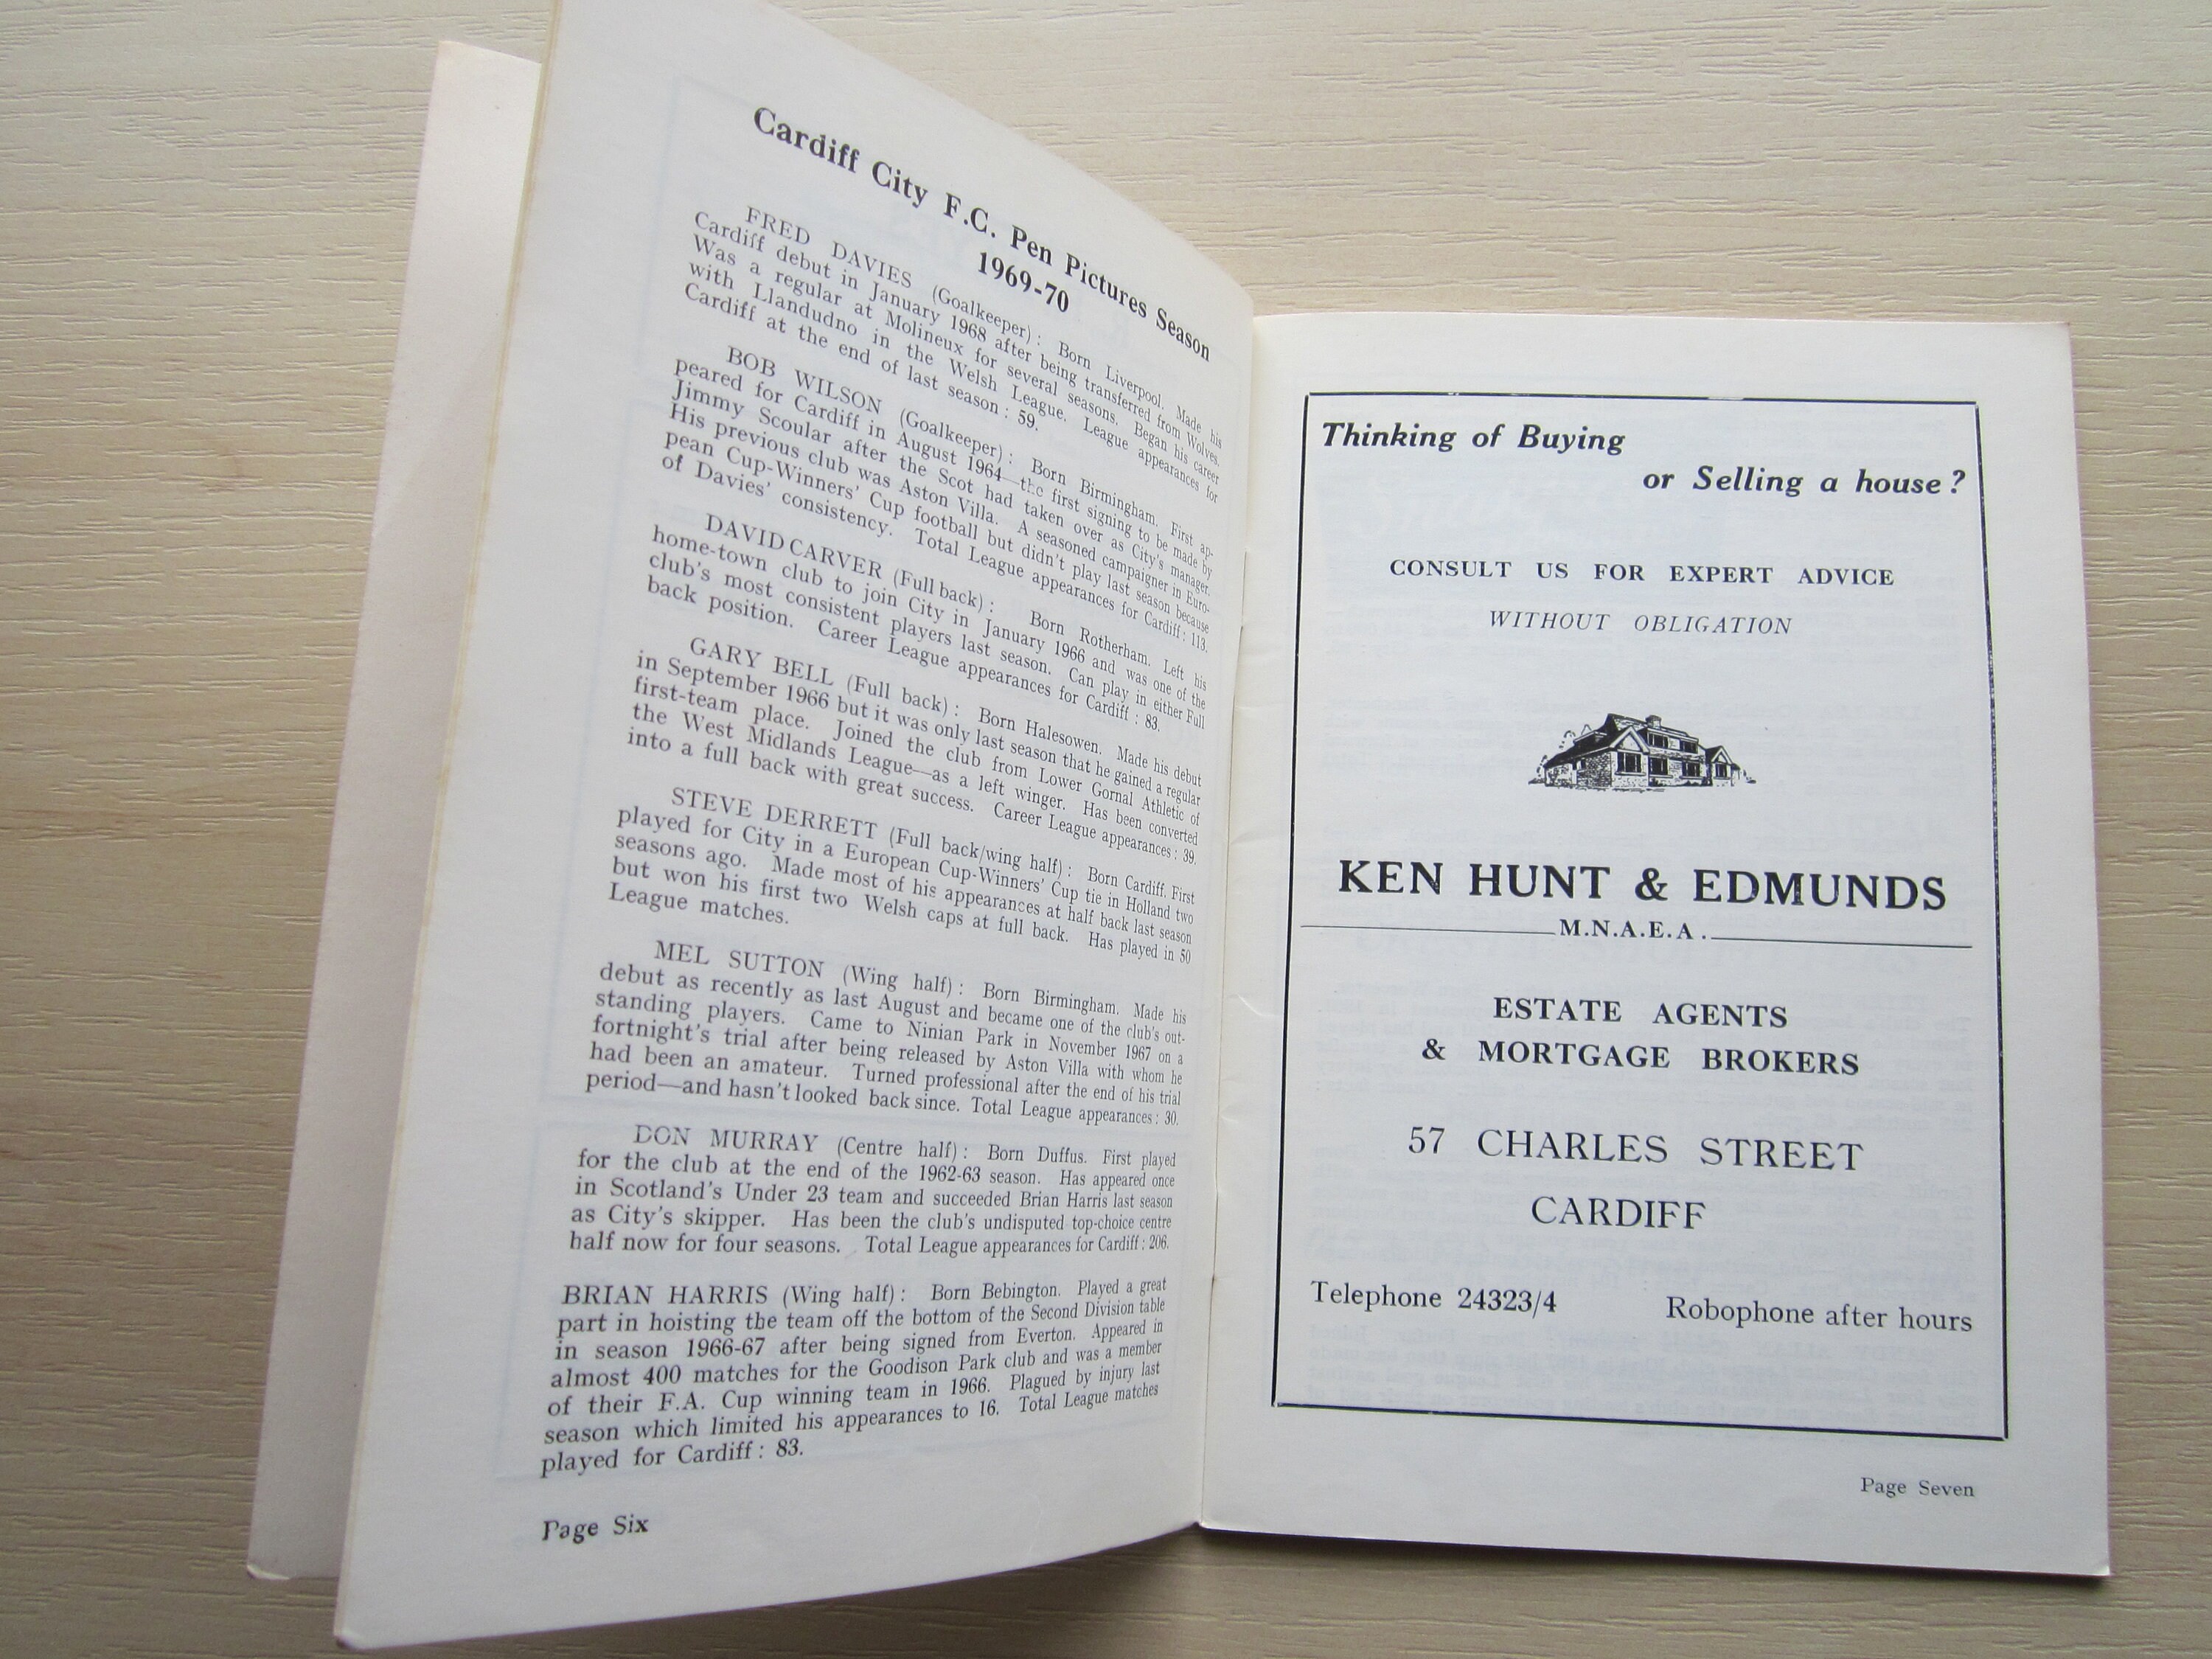 Cardiff City F.C. Pen Pictures Season
1969-70
FRED DAVIES (Goalkeeper) : Born Liverpool. Made his
Cardiff debut in January 1968 after being transferred from Wolves.
Was a regular at Molineux for several seasons. Began his career
with Llandudno in the Welsh League. League appearances for
Cardiff at the end of last season : 59.
BOB WILSON (Goalkeeper) : Born Birmingham. First ap-
peared for Cardiff in August 1964—the first signing to be made by
Jimmy Scoular after the Scot had taken over as City's manager.
His previous club was Aston Villa. A seasoned campaigner in Euro-
pean Cup-Winners' Cup football but didn't play last season because
of Davies' consistency. Total League appearances for Cardiff : 113.
DAVID CARVER (Full back) : Born Rotherham. Left his
home-town club to join City in January 1966 and was one of the
club's most consistent players last season. Can play in either Full
back position. Career League appearances for Cardiff : 83.
GARY BELL (Full back) : Born Halesowen. Made his debut
in September 1966 but it was only last season that he gained a regular
first-team place. Joined the club from Lower Gornal Athletic of
the West Midlands League—as a left winger. Has been converted
into a full back with great success. Career League appearances : 39.
STEVE DERRETT (Full back/wing half) : Born Cardiff. First
played for City in a European Cup-Winners' Cup tie in Holland two
seasons ago. Made most of his appearances at half back last season
but won his first two Welsh caps at full back. Has played in 50
League matches.
MEL SUTTON (Wing half) : Born Birmingham. Made his
debut as recently as last August and became one of the club's out-
standing players. Came to Ninian Park in November 1967 on a
fortnight's trial after being released by Aston Villa with whom he
had been an amateur. Turned professional after the end of his trial
period—and hasn't looked back since. Total League appearances : 30.
DON MURRAY (Centre half) : Born Duffus. First played
for the club at the end of the 1962-63 season. Has appeared once
in Scotland's Under 23 team and succeeded Brian Harris last season
as City's skipper. Has been the club's undisputed top-choice centre
half now for four seasons. Total League appearances for Cardiff : 206.
BRIAN HARRIS (Wing half) : Born Bebington. Played a great
part in hoisting the team off the bottom of the Second Division table
in season 1966-67 after being signed from Everton. Appeared in
almost 400 matches for the Goodison Park club and was a member
of their F.A. Cup winning team in 1966. Plagued by injury last
season which limited his appearances to 16. Total League matches
played for Cardiff : 83.
Page Six
Thinking of Buying
or Selling a house?
CONSULT US FOR EXPERT ADVICE
WITHOUT OBLIGATION
KEN HUNT & EDMUNDS
M.N.A.E.A.
ESTATE AGENTS
& MORTGAGE BROKERS
57 CHARLES STREET
CARDIFF
Telephone 24323/4 Robophone after hours
Page Seven